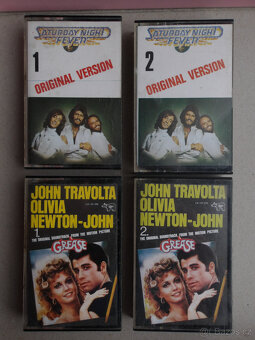 SATURDAY NIGHT
FEVER
1
ORIGINAL VERSION
SATURDAY NIGHT
FEVER
2
ORIGINAL VERSION
JOHN TRAVOLTA
OLIVIA
NEWTON-JOHN
1.
THE ORIGINAL SOUNDTRACK FROM THE MOTION PICTURE
GREASE
JOHN TRAVOLTA
OLIVIA
NEWTON-JOHN
2.
THE ORIGINAL SOUNDTRACK FROM THE MOTION PICTURE
GREASE